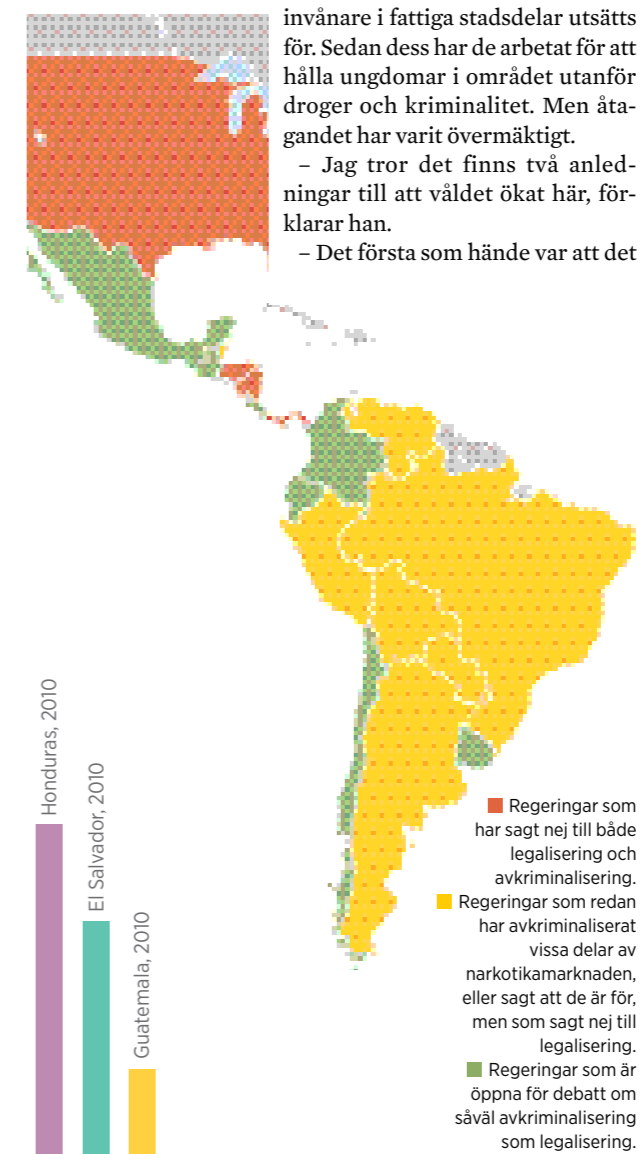 invånare i fattiga stadsdelar utsätts
för. Sedan dess har de arbetat för att
hålla ungdomar i området utanför
droger och kriminalitet. Men åta-
gandet har varit övermäktigt.
– Jag tror det finns två anled-
ningar till att våldet ökat här, för-
klarar han.
– Det första som hände var att det
Honduras, 2010
El Salvador, 2010
Guatemala, 2010
Regeringar som
har sagt nej till både
legalisering och
avkriminalisering.
Regeringar som redan
har avkriminaliserat
vissa delar av
narkotikamarknaden,
eller sagt att de är för,
men som sagt nej till
legalisering.
Regeringar som är
öppna för debatt om
såväl avkriminalisering
som legalisering.